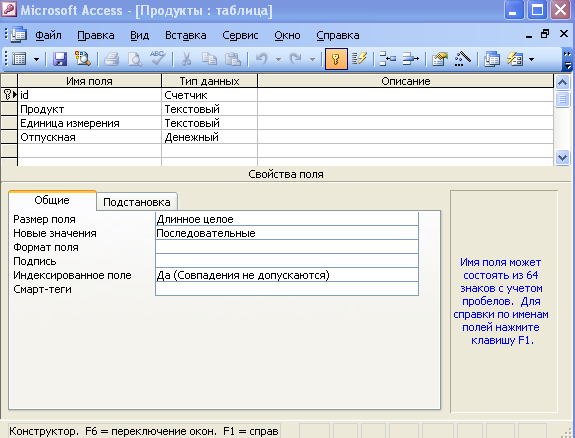 Microsoft Access - [Продукты : таблица]
Файл Правка Вид Вставка Сервис Окно Справка
Имя поля Тип данных Описание
id Счетчик
Продукт Текстовый
Единица измерения Текстовый
Отпускная Денежный
Свойства поля
Общие Подстановка
Размер поля Длинное целое
Новые значения Последовательные
Формат поля
Подпись
Индексированное поле Да (Совпадения не допускаются)
Смарт-теги
Имя поля может
состоять из 64
знаков с учетом
пробелов. Для
справки по именам
полей нажмите
клавишу F1.
Конструктор. F6 = переключение окон. F1 = справ